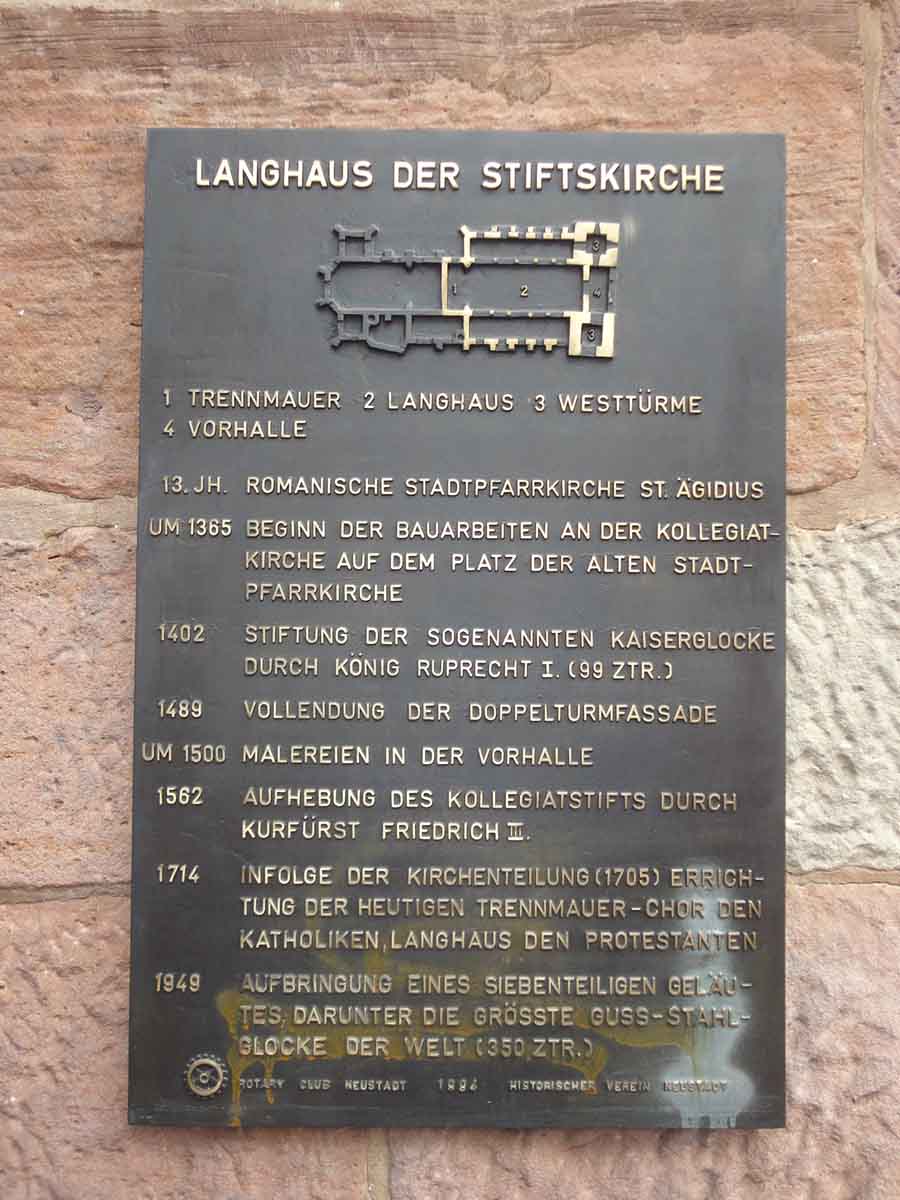 LANGHAUS DER STIFTSKIRCHE
3
1 2 4
3
1 TRENNMAUER 2 LANGHAUS 3 WESTTÜRME
4 VORHALLE
13. JH. ROMANISCHE STADTPFARRKIRCHE ST. ÄGIDIUS
UM 1365 BEGINN DER BAUARBEITEN AN DER KOLLEGIAT-
KIRCHE AUF DEM PLATZ DER ALTEN STADT-
PFARRKIRCHE
1402 STIFTUNG DER SOGENANNTEN KAISERGLOCKE
DURCH KÖNIG RUPRECHT I. (99 ZTR.)
1489 VOLLENDUNG DER DOPPELTURMFASSADE
UM 1500 MALEREIEN IN DER VORHALLE
1562 AUFHEBUNG DES KOLLEGIATSTIFTS DURCH
KURFÜRST FRIEDRICH III.
1714 INFOLGE DER KIRCHENTEILUNG (1705) ERRICH-
TUNG DER HEUTIGEN TRENNMAUER-CHOR DEN
KATHOLIKEN, LANGHAUS DEN PROTESTANTEN
1949 AUFBRINGUNG EINES SIEBENTEILIGEN GELÄU-
TES, DARUNTER DIE GRÖSSTE GUSS-STAHL-
GLOCKE DER WELT (350 ZTR.)
ROTARY CLUB NEUSTADT HISTORISCHER VEREIN NEUSTADT